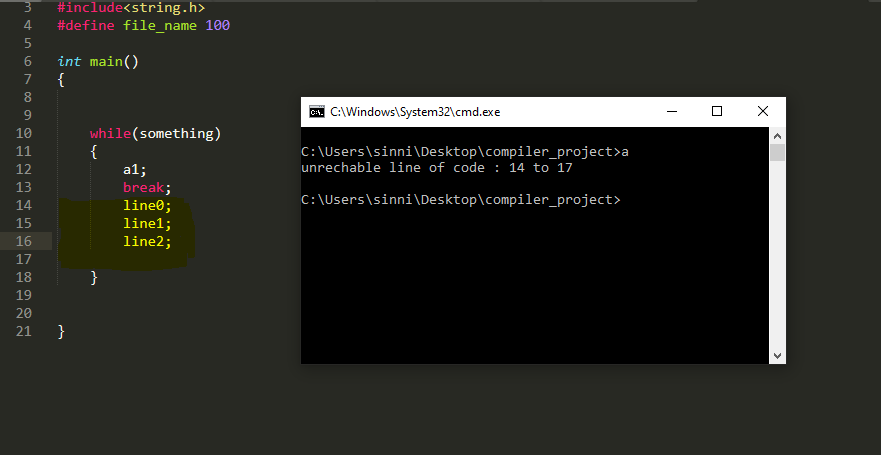 3 #include<string.h>
4 #define file_name 100
5
6 int main()
7 {
8
9
10 while(something)
11 {
12 a1;
13 break;
14 line0;
15 line1;
16 line2;
17
18 }
19
20
21 }
C:\Windows\System32\cmd.exe
C:\Users\sinni\Desktop\compiler_project>a
unrechable line of code : 14 to 17
C:\Users\sinni\Desktop\compiler_project>